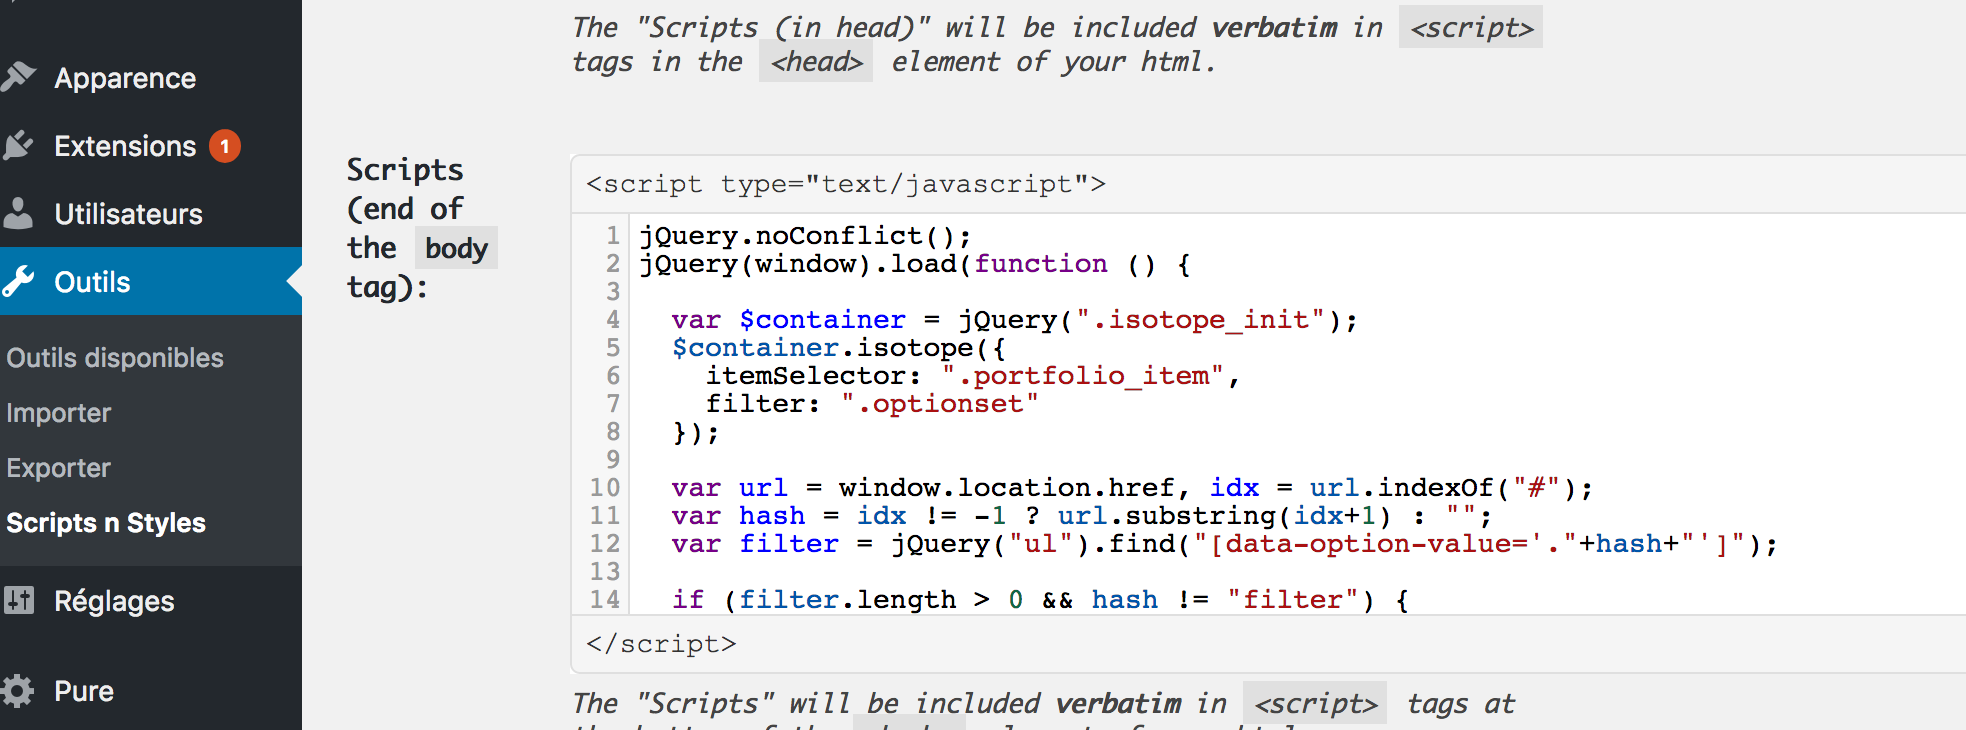 Apparence
Extensions 1
Utilisateurs
Outils
Outils disponibles
Importer
Exporter
Scripts n Styles
Réglages
Pure
The "Scripts (in head)" will be included verbatim in <script>
tags in the <head> element of your html.
Scripts
(end of
the body
tag):
<script type="text/javascript">
1 jQuery.noConflict();
2 jQuery(window).load(function () {
3
4 var $container = jQuery(".isotope_init");
5 $container.isotope({
6 itemSelector: ".portfolio_item",
7 filter: ".optionset"
8 });
9
10 var url = window.location.href, idx = url.indexOf("#");
11 var hash = idx != -1 ? url.substring(idx+1) : "";
12 var filter = jQuery("ul").find("[data-option-value='."+hash+"']");
13
14 if (filter.length > 0 && hash != "filter") {
</script>
The "Scripts" will be included verbatim in <script> tags at